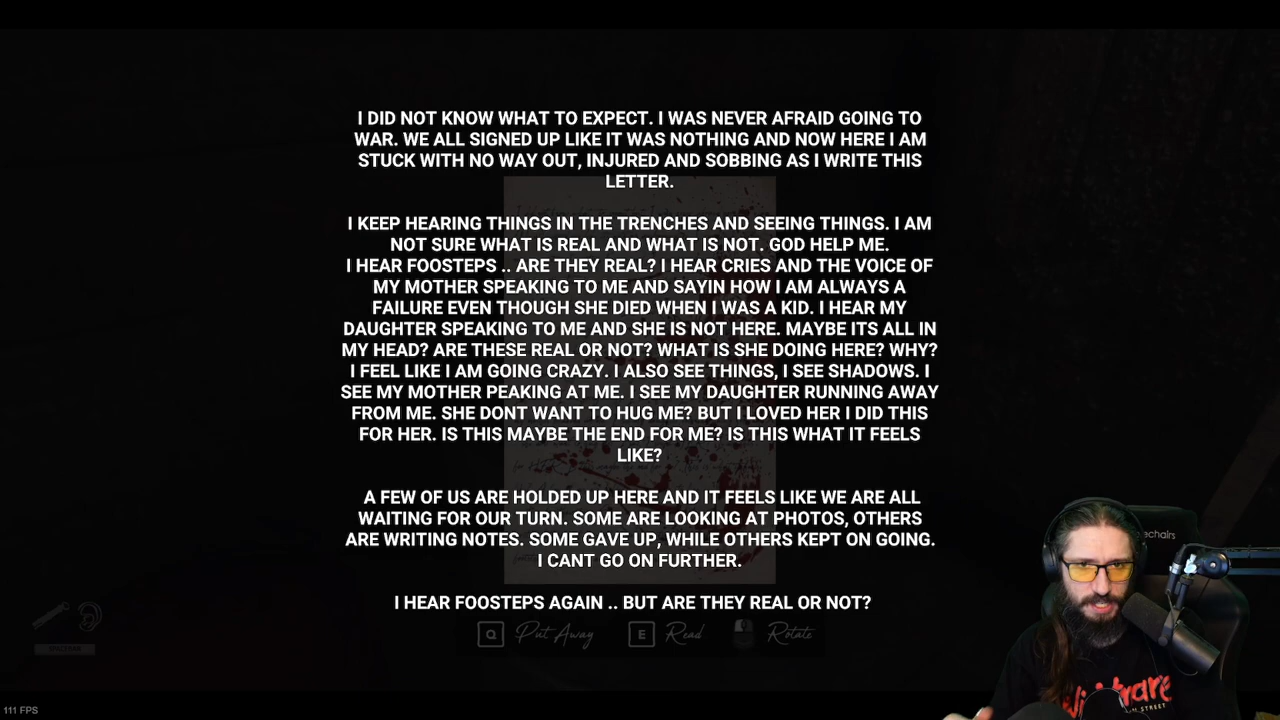 I DID NOT KNOW WHAT TO EXPECT. I WAS NEVER AFRAID GOING TO
WAR. WE ALL SIGNED UP LIKE IT WAS NOTHING AND NOW HERE I AM
STUCK WITH NO WAY OUT, INJURED AND SOBBING AS I WRITE THIS
LETTER.
I KEEP HEARING THINGS IN THE TRENCHES AND SEEING THINGS. I AM
NOT SURE WHAT IS REAL AND WHAT IS NOT. GOD HELP ME.
I HEAR FOOSTEPS .. ARE THEY REAL? I HEAR CRIES AND THE VOICE OF
MY MOTHER SPEAKING TO ME AND SAYIN HOW I AM ALWAYS A
FAILURE EVEN THOUGH SHE DIED WHEN I WAS A KID. I HEAR MY
DAUGHTER SPEAKING TO ME AND SHE IS NOT HERE. MAYBE ITS ALL IN
MY HEAD? ARE THESE REAL OR NOT? WHAT IS SHE DOING HERE? WHY?
I FEEL LIKE I AM GOING CRAZY. I ALSO SEE THINGS, I SEE SHADOWS. I
SEE MY MOTHER PEAKING AT ME. I SEE MY DAUGHTER RUNNING AWAY
FROM ME. SHE DONT WANT TO HUG ME? BUT I LOVED HER I DID THIS
FOR HER. IS THIS MAYBE THE END FOR ME? IS THIS WHAT IT FEELS
LIKE?
A FEW OF US ARE HOLDED UP HERE AND IT FEELS LIKE WE ARE ALL
WAITING FOR OUR TURN. SOME ARE LOOKING AT PHOTOS, OTHERS
ARE WRITING NOTES. SOME GAVE UP, WHILE OTHERS KEPT ON GOING.
I CANT GO ON FURTHER.
I HEAR FOOSTEPS AGAIN .. BUT ARE THEY REAL OR NOT?
Q Put Away E Read Rotate
echairs
STREET
111 FPS